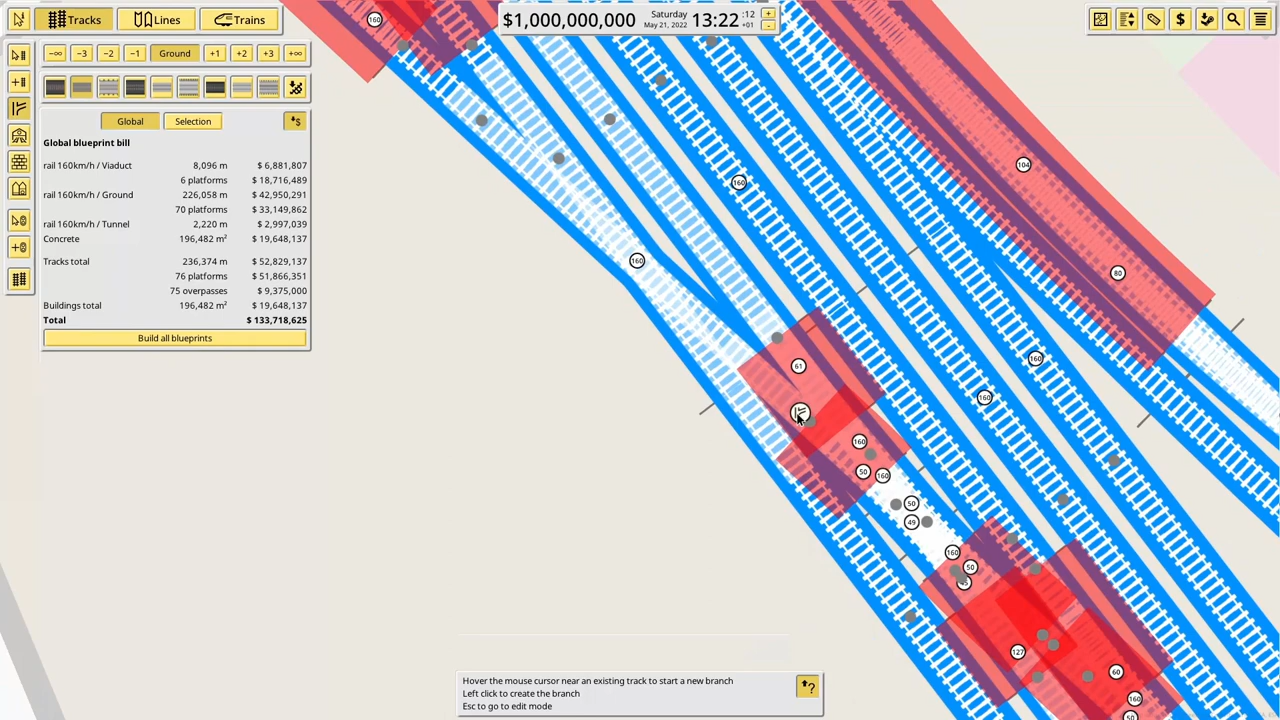 Tracks
Lines
Trains
$1,000,000,000
Saturday
May 21, 2022
13:22
:12
+01
+
-
-∞
-3
-2
-1
Ground
+1
+2
+3
+∞
Global
Selection
$
Global blueprint bill
rail 160km/h / Viaduct 8,096 m $ 6,881,807
6 platforms $ 18,716,489
rail 160km/h / Ground 226,058 m $ 42,950,291
70 platforms $ 33,149,862
rail 160km/h / Tunnel 2,220 m $ 2,997,039
Concrete 196,482 m² $ 19,648,137
Tracks total 236,374 m $ 52,829,137
76 platforms $ 51,866,351
75 overpasses $ 9,375,000
Buildings total 196,482 m² $ 19,648,137
Total $ 133,718,625
Build all blueprints
160
104
160
160
80
160
61
160
160
50
160
50
49
160
50
127
60
160
50
Hover the mouse cursor near an existing track to start a new branch
Left click to create the branch
Esc to go to edit mode
?
$